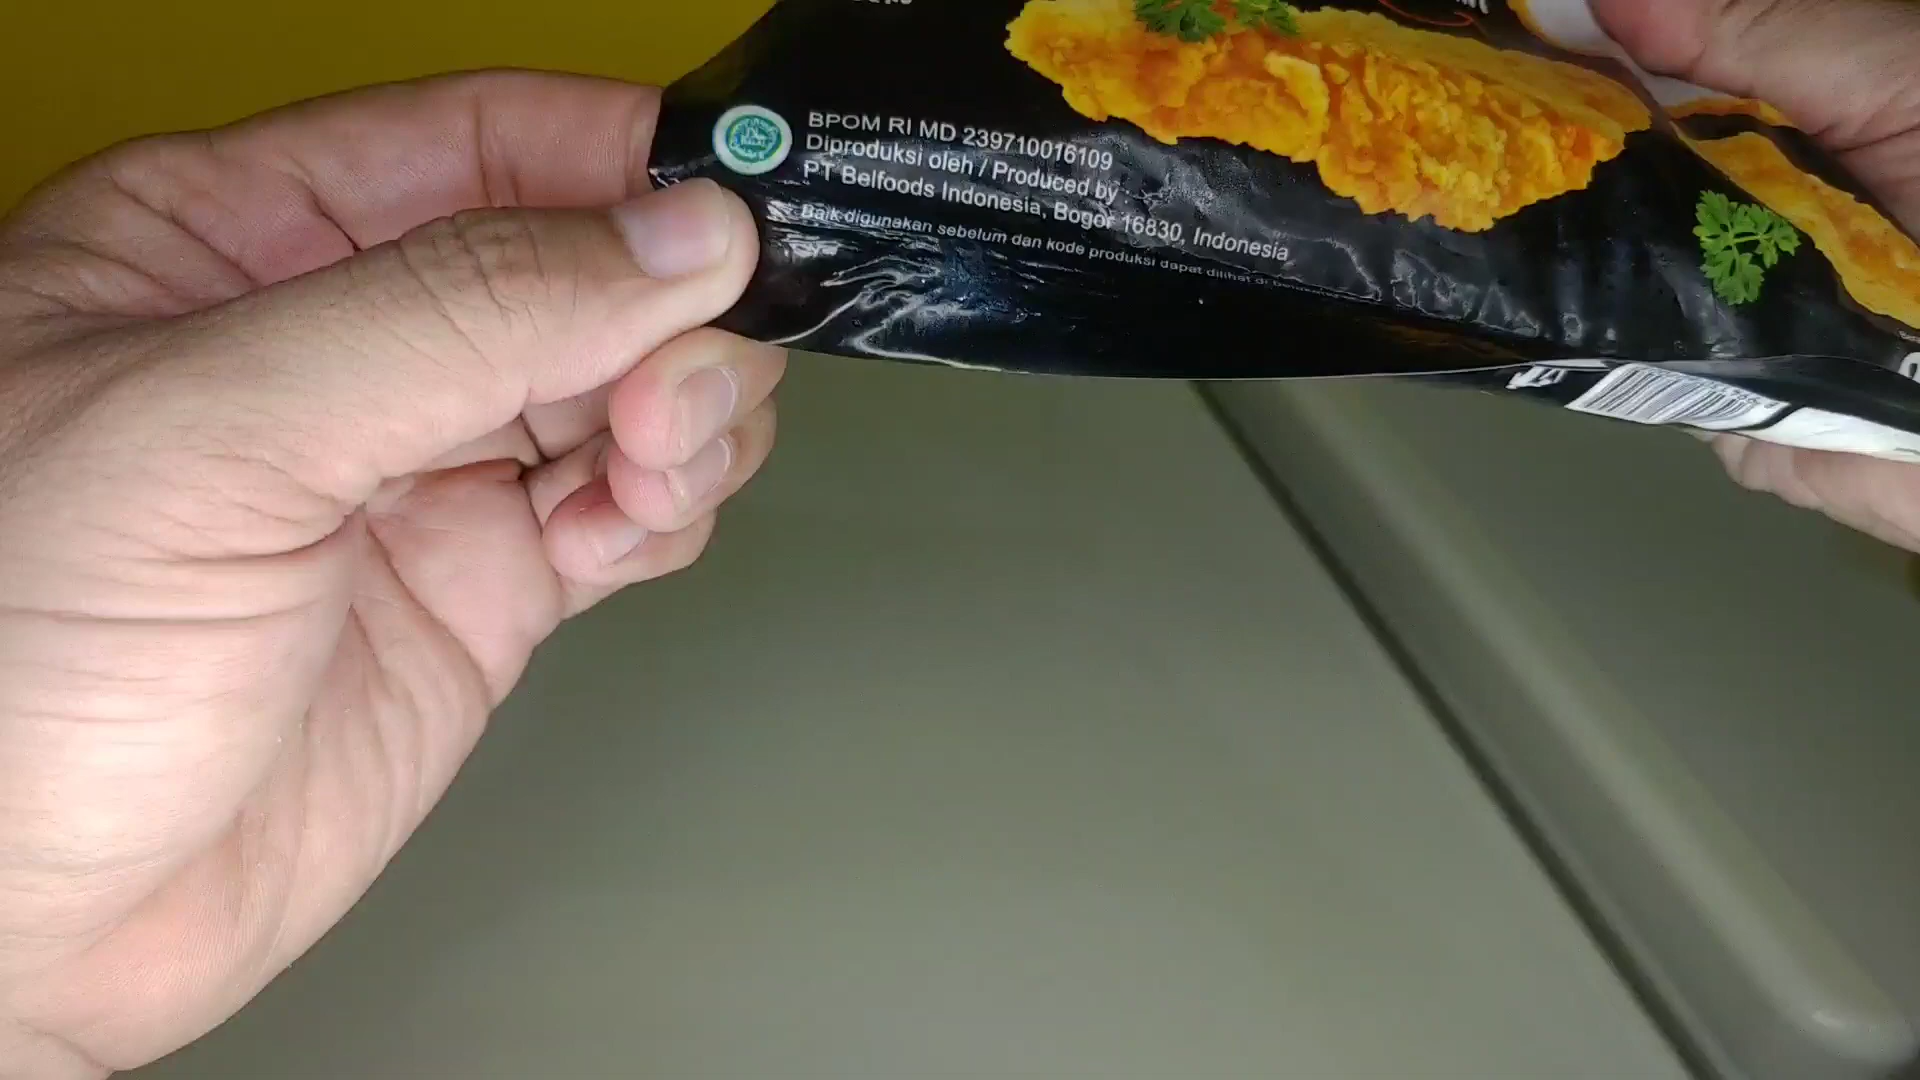 BPOM RI MD 239710016109
Diproduksi oleh / Produced by :
PT Belfoods Indonesia, Bogor 16830, Indonesia
Baik digunakan sebelum dan kode produksi dapat dilihat di
HALAL